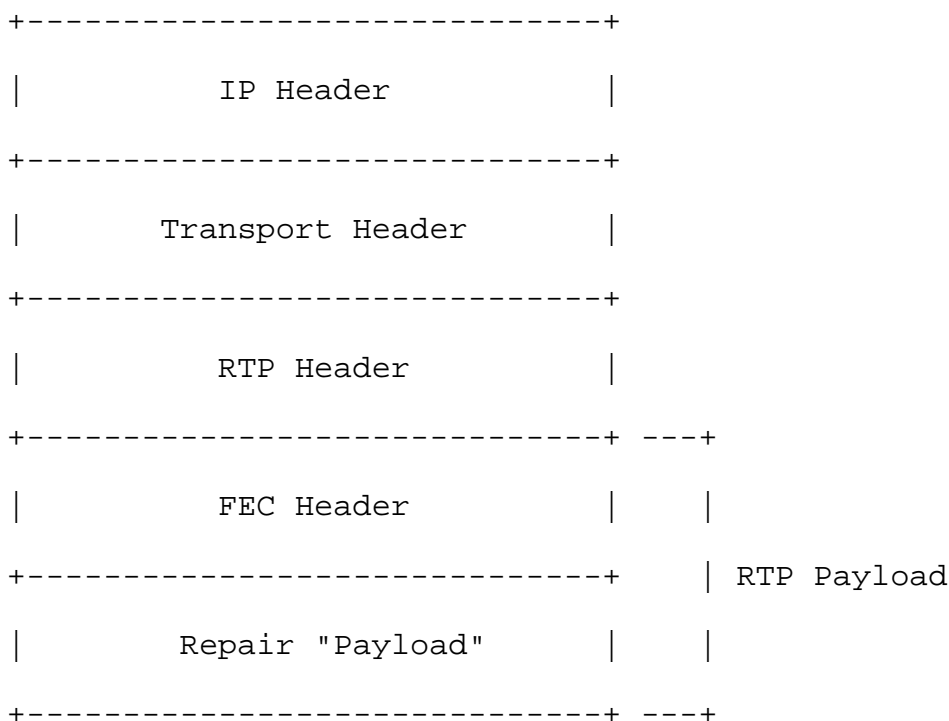 +------------------------------+
|           IP Header            |
+------------------------------+
|        Transport Header        |
+------------------------------+
|           RTP Header           |
+------------------------------+ ---+
|           FEC Header           |    |
+------------------------------+    | RTP Payload
|         Repair "Payload"       |    |
+------------------------------+ ---+